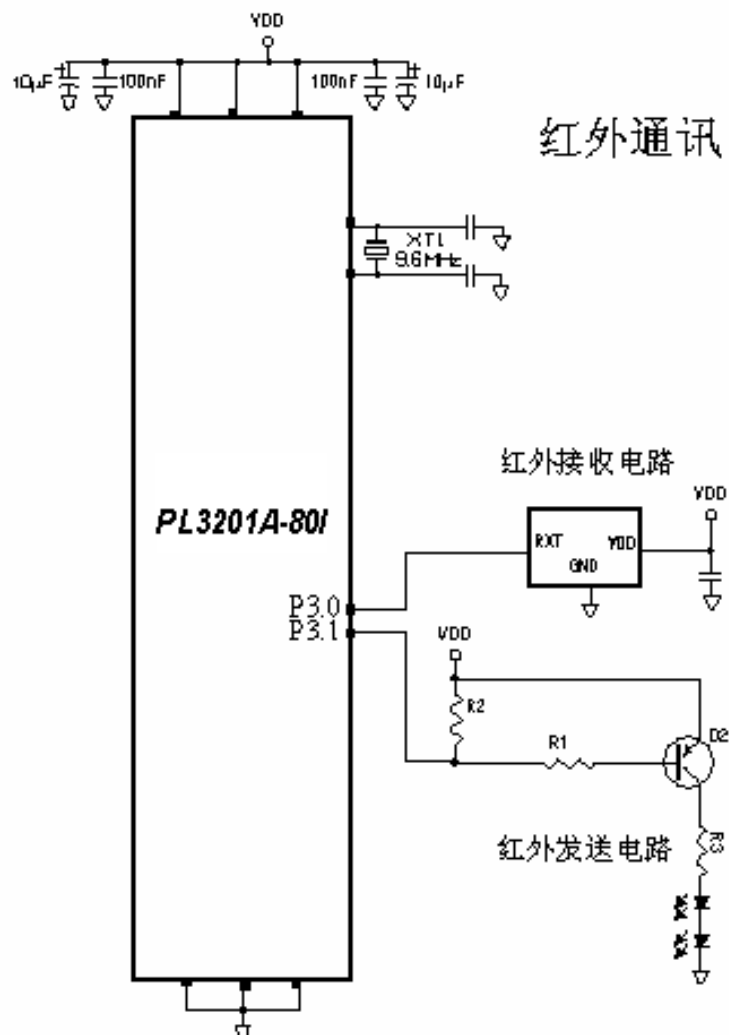 VDD
10μF
100nF
100nF
10μF
红外通讯
XTL
9.6MHz
红外接收电路
PL3201A-80I
VDD
RXT
VDD
GND
P3.0
P3.1
VDD
R2
R1
D2
红外发送电路
R3